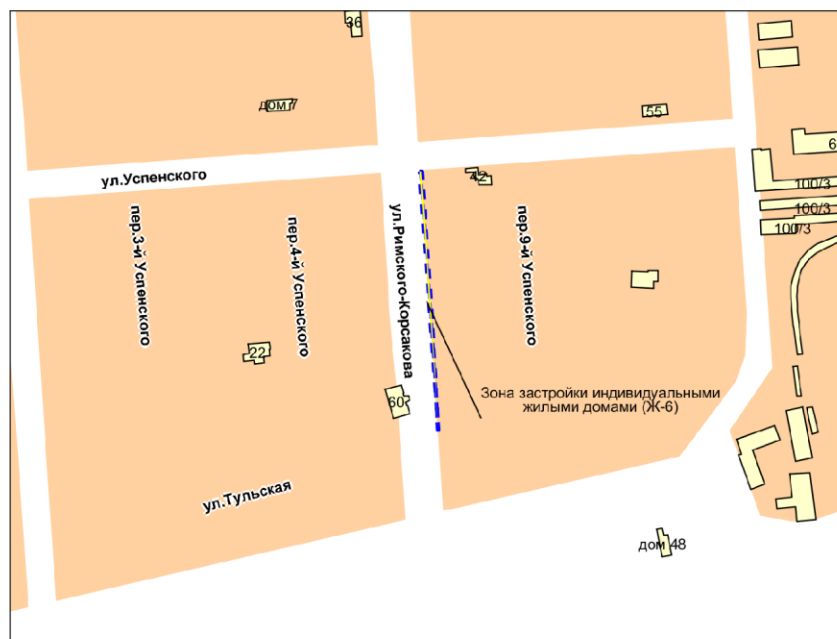 36
дом 7
55
6
ул.Успенского
42
100/3
100/3
100/3
пер.3-й Успенского
пер.4-й Успенского
ул.Римского-Корсакова
пер.9-й Успенского
22
60
Зона застройки индивидуальными
жилыми домами (Ж-6)
ул.Тульская
дом 48